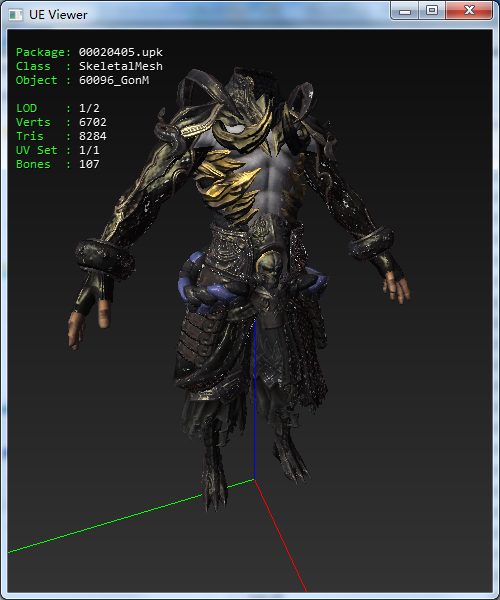 UE Viewer
Package: 00020405.upk
Class  : SkeletalMesh
Object : 60096_GonM
LOD    : 1/2
Verts  : 6702
Tris   : 8284
UV Set : 1/1
Bones  : 107